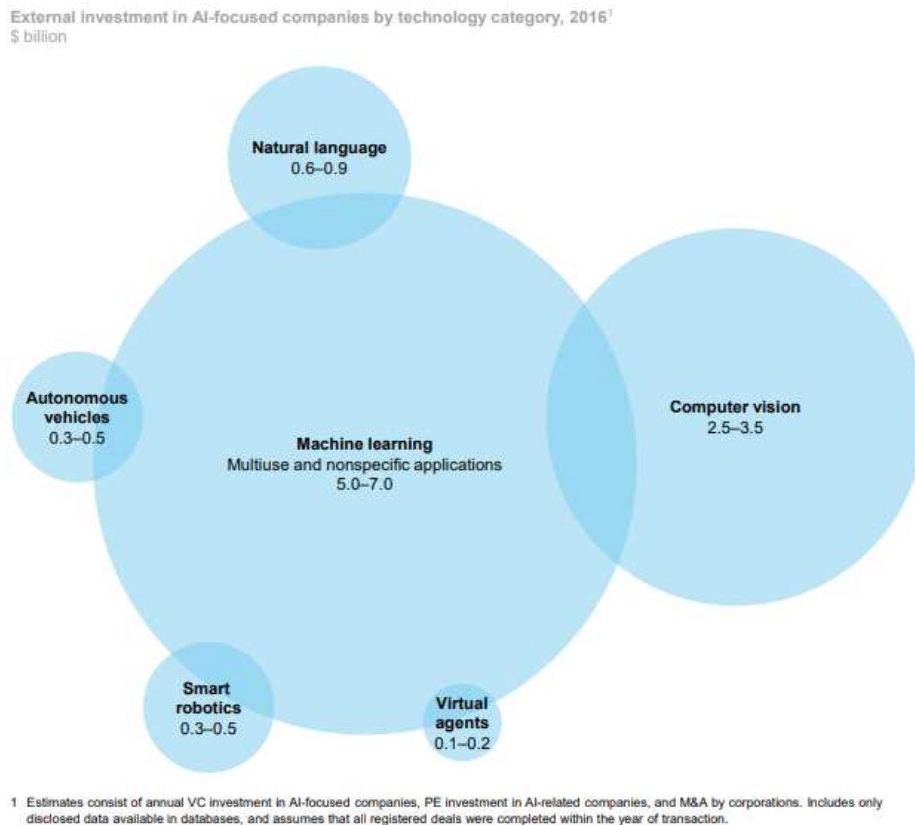 External investment in AI-focused companies by technology category, 2016¹
$ billion
Natural language
0.6–0.9
Autonomous
vehicles
0.3–0.5
Machine learning
Multiuse and nonspecific applications
5.0–7.0
Computer vision
2.5–3.5
Smart
robotics
0.3–0.5
Virtual
agents
0.1–0.2
1 Estimates consist of annual VC investment in AI-focused companies, PE investment in AI-related companies, and M&A by corporations. Includes only
disclosed data available in databases, and assumes that all registered deals were completed within the year of transaction.